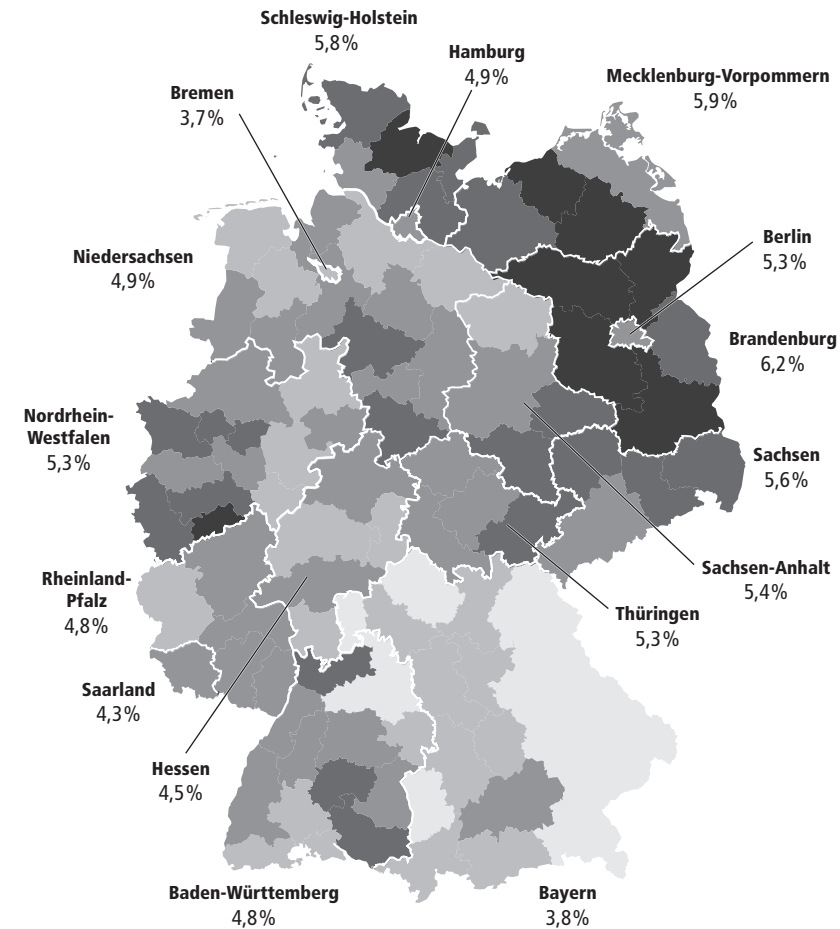 Schleswig-Holstein
5,8%
Hamburg
4,9%
Mecklenburg-Vorpommern
5,9%
Bremen
3,7%
Berlin
5,3%
Niedersachsen
4,9%
Brandenburg
6,2%
Nordrhein-
Westfalen
5,3%
Sachsen
5,6%
Sachsen-Anhalt
5,4%
Rheinland-
Pfalz
4,8%
Thüringen
5,3%
Saarland
4,3%
Hessen
4,5%
Baden-Württemberg
4,8%
Bayern
3,8%